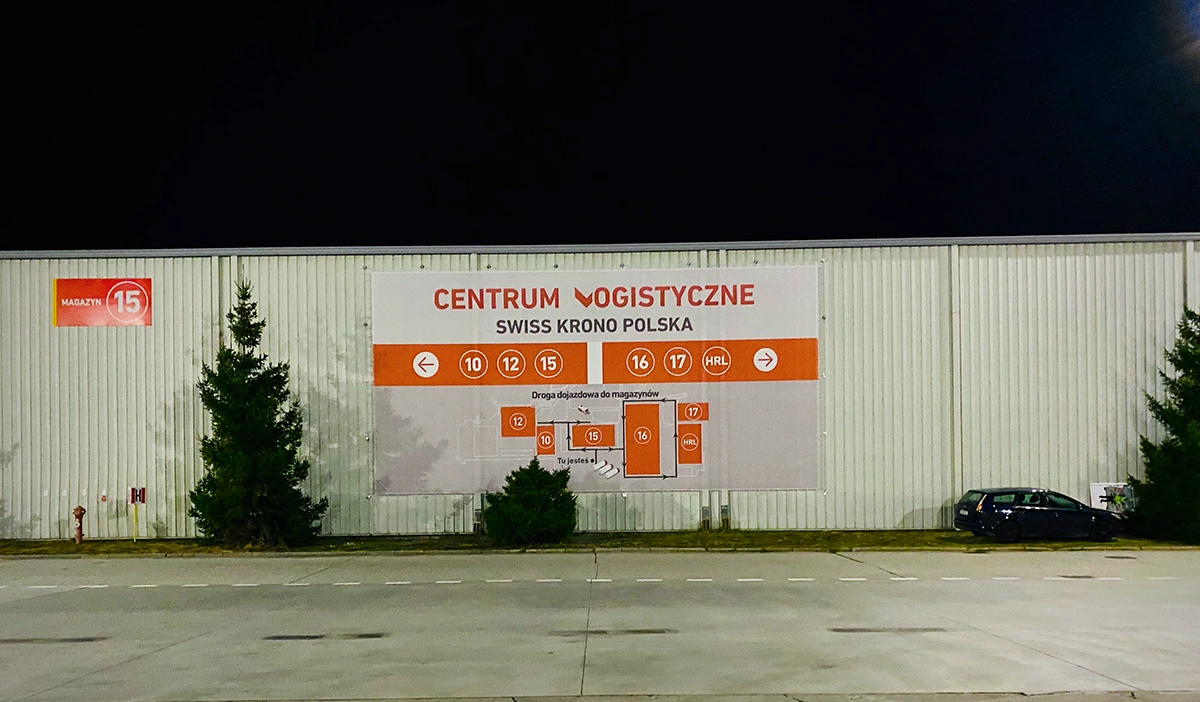 MAGAZYN 15
CENTRUM LOGISTYCZNE
SWISS KRONO POLSKA
← 10 12 15
16 17 HRL →
Droga dojazdowa do magazynów
12
10
15
16
17
HRL
Tu jesteś